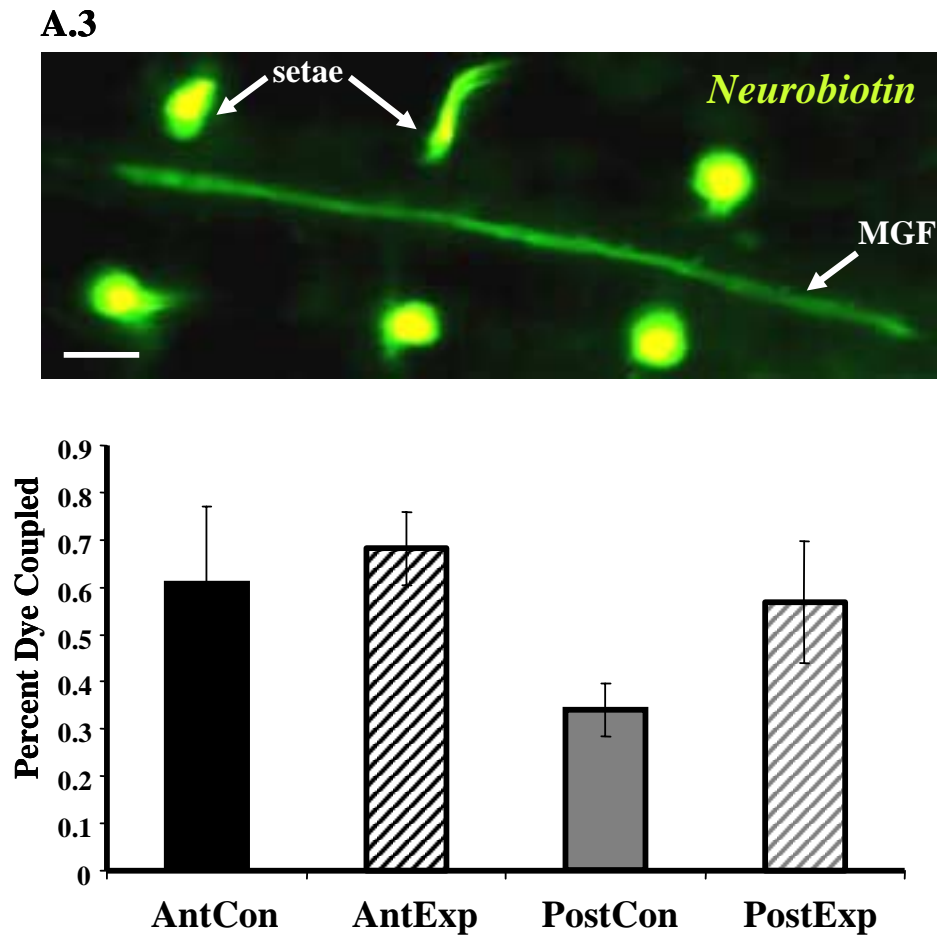 A.3
setae
Neurobiotin
MGF
Percent Dye Coupled
0.9
0.8
0.7
0.6
0.5
0.4
0.3
0.2
0.1
0
AntCon AntExp PostCon PostExp